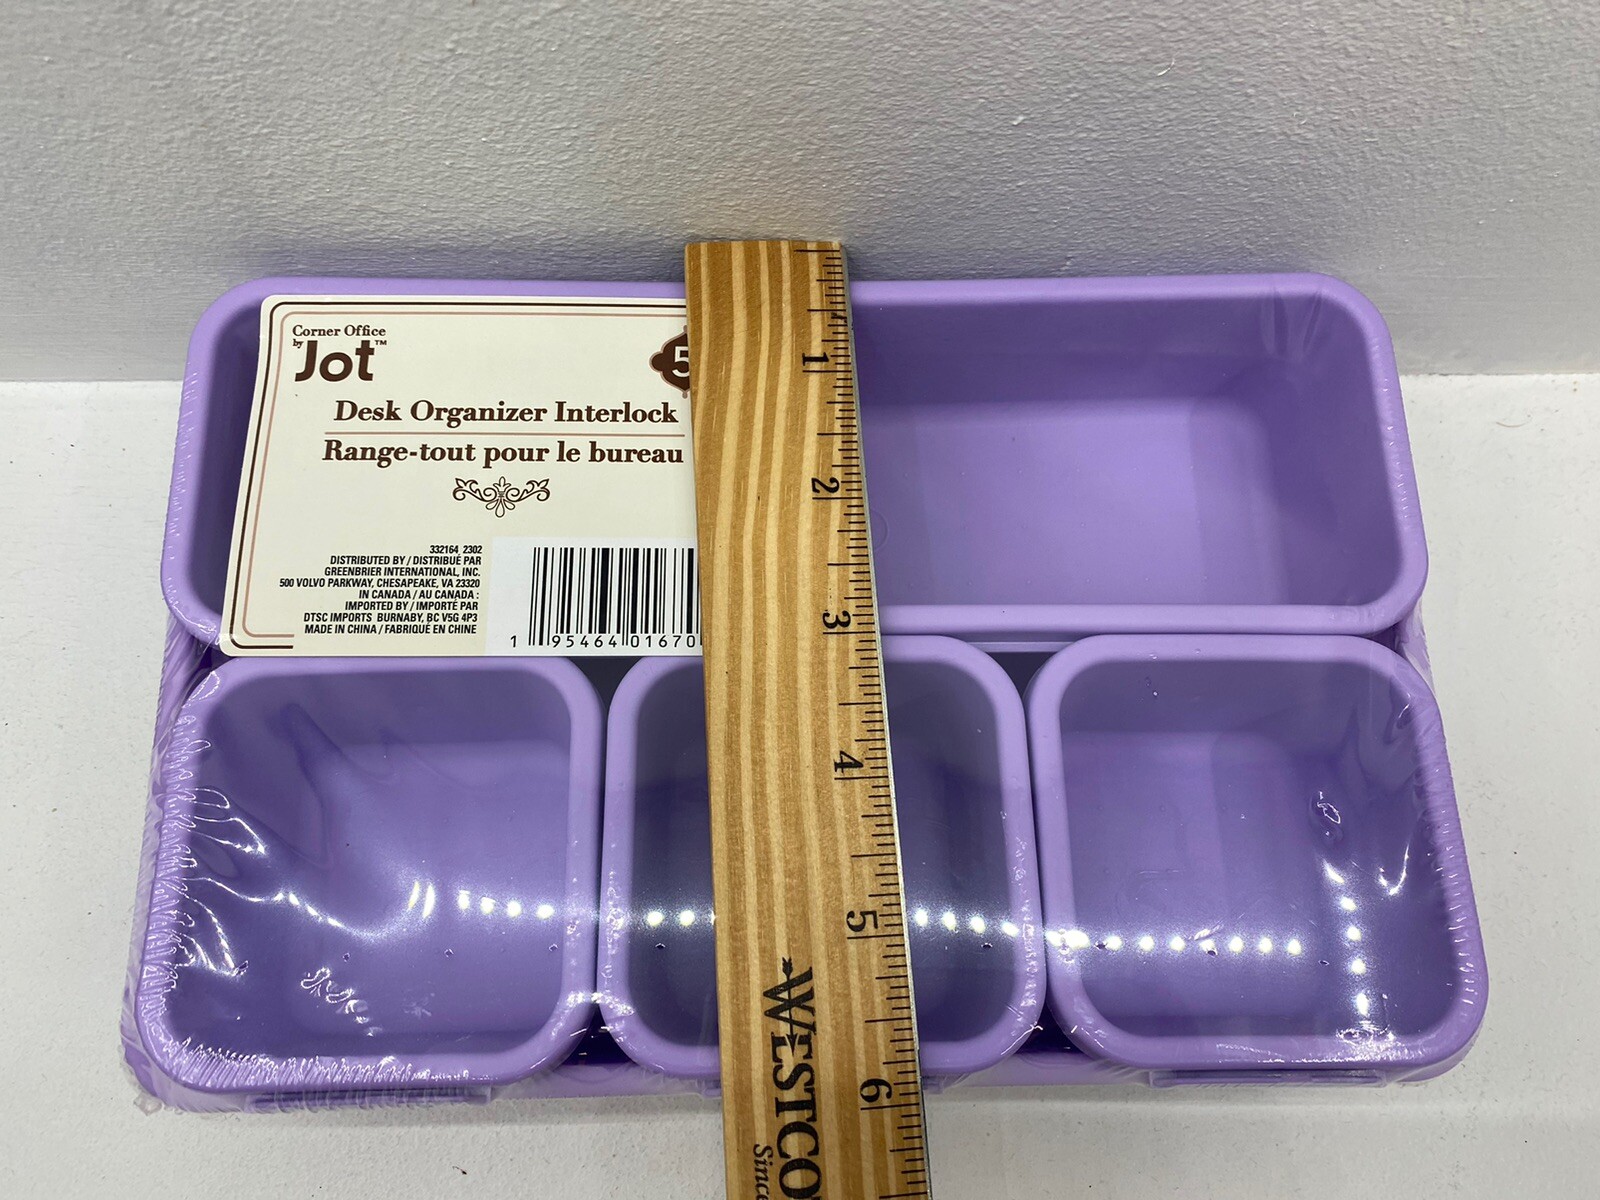 Corner Office
by Jot™
5
Desk Organizer Interlock
Range-tout pour le bureau
332164 2302
DISTRIBUTED BY / DISTRIBUÉ PAR
GREENBRIER INTERNATIONAL, INC.
500 VOLVO PARKWAY, CHESAPEAKE, VA 23320
IN CANADA / AU CANADA :
IMPORTED BY / IMPORTÉ PAR
DTSC IMPORTS BURNABY, BC V5G 4P3
MADE IN CHINA / FABRIQUÉ EN CHINE
1 95464 01670
1
2
3
4
5
6
WESTCO
Since